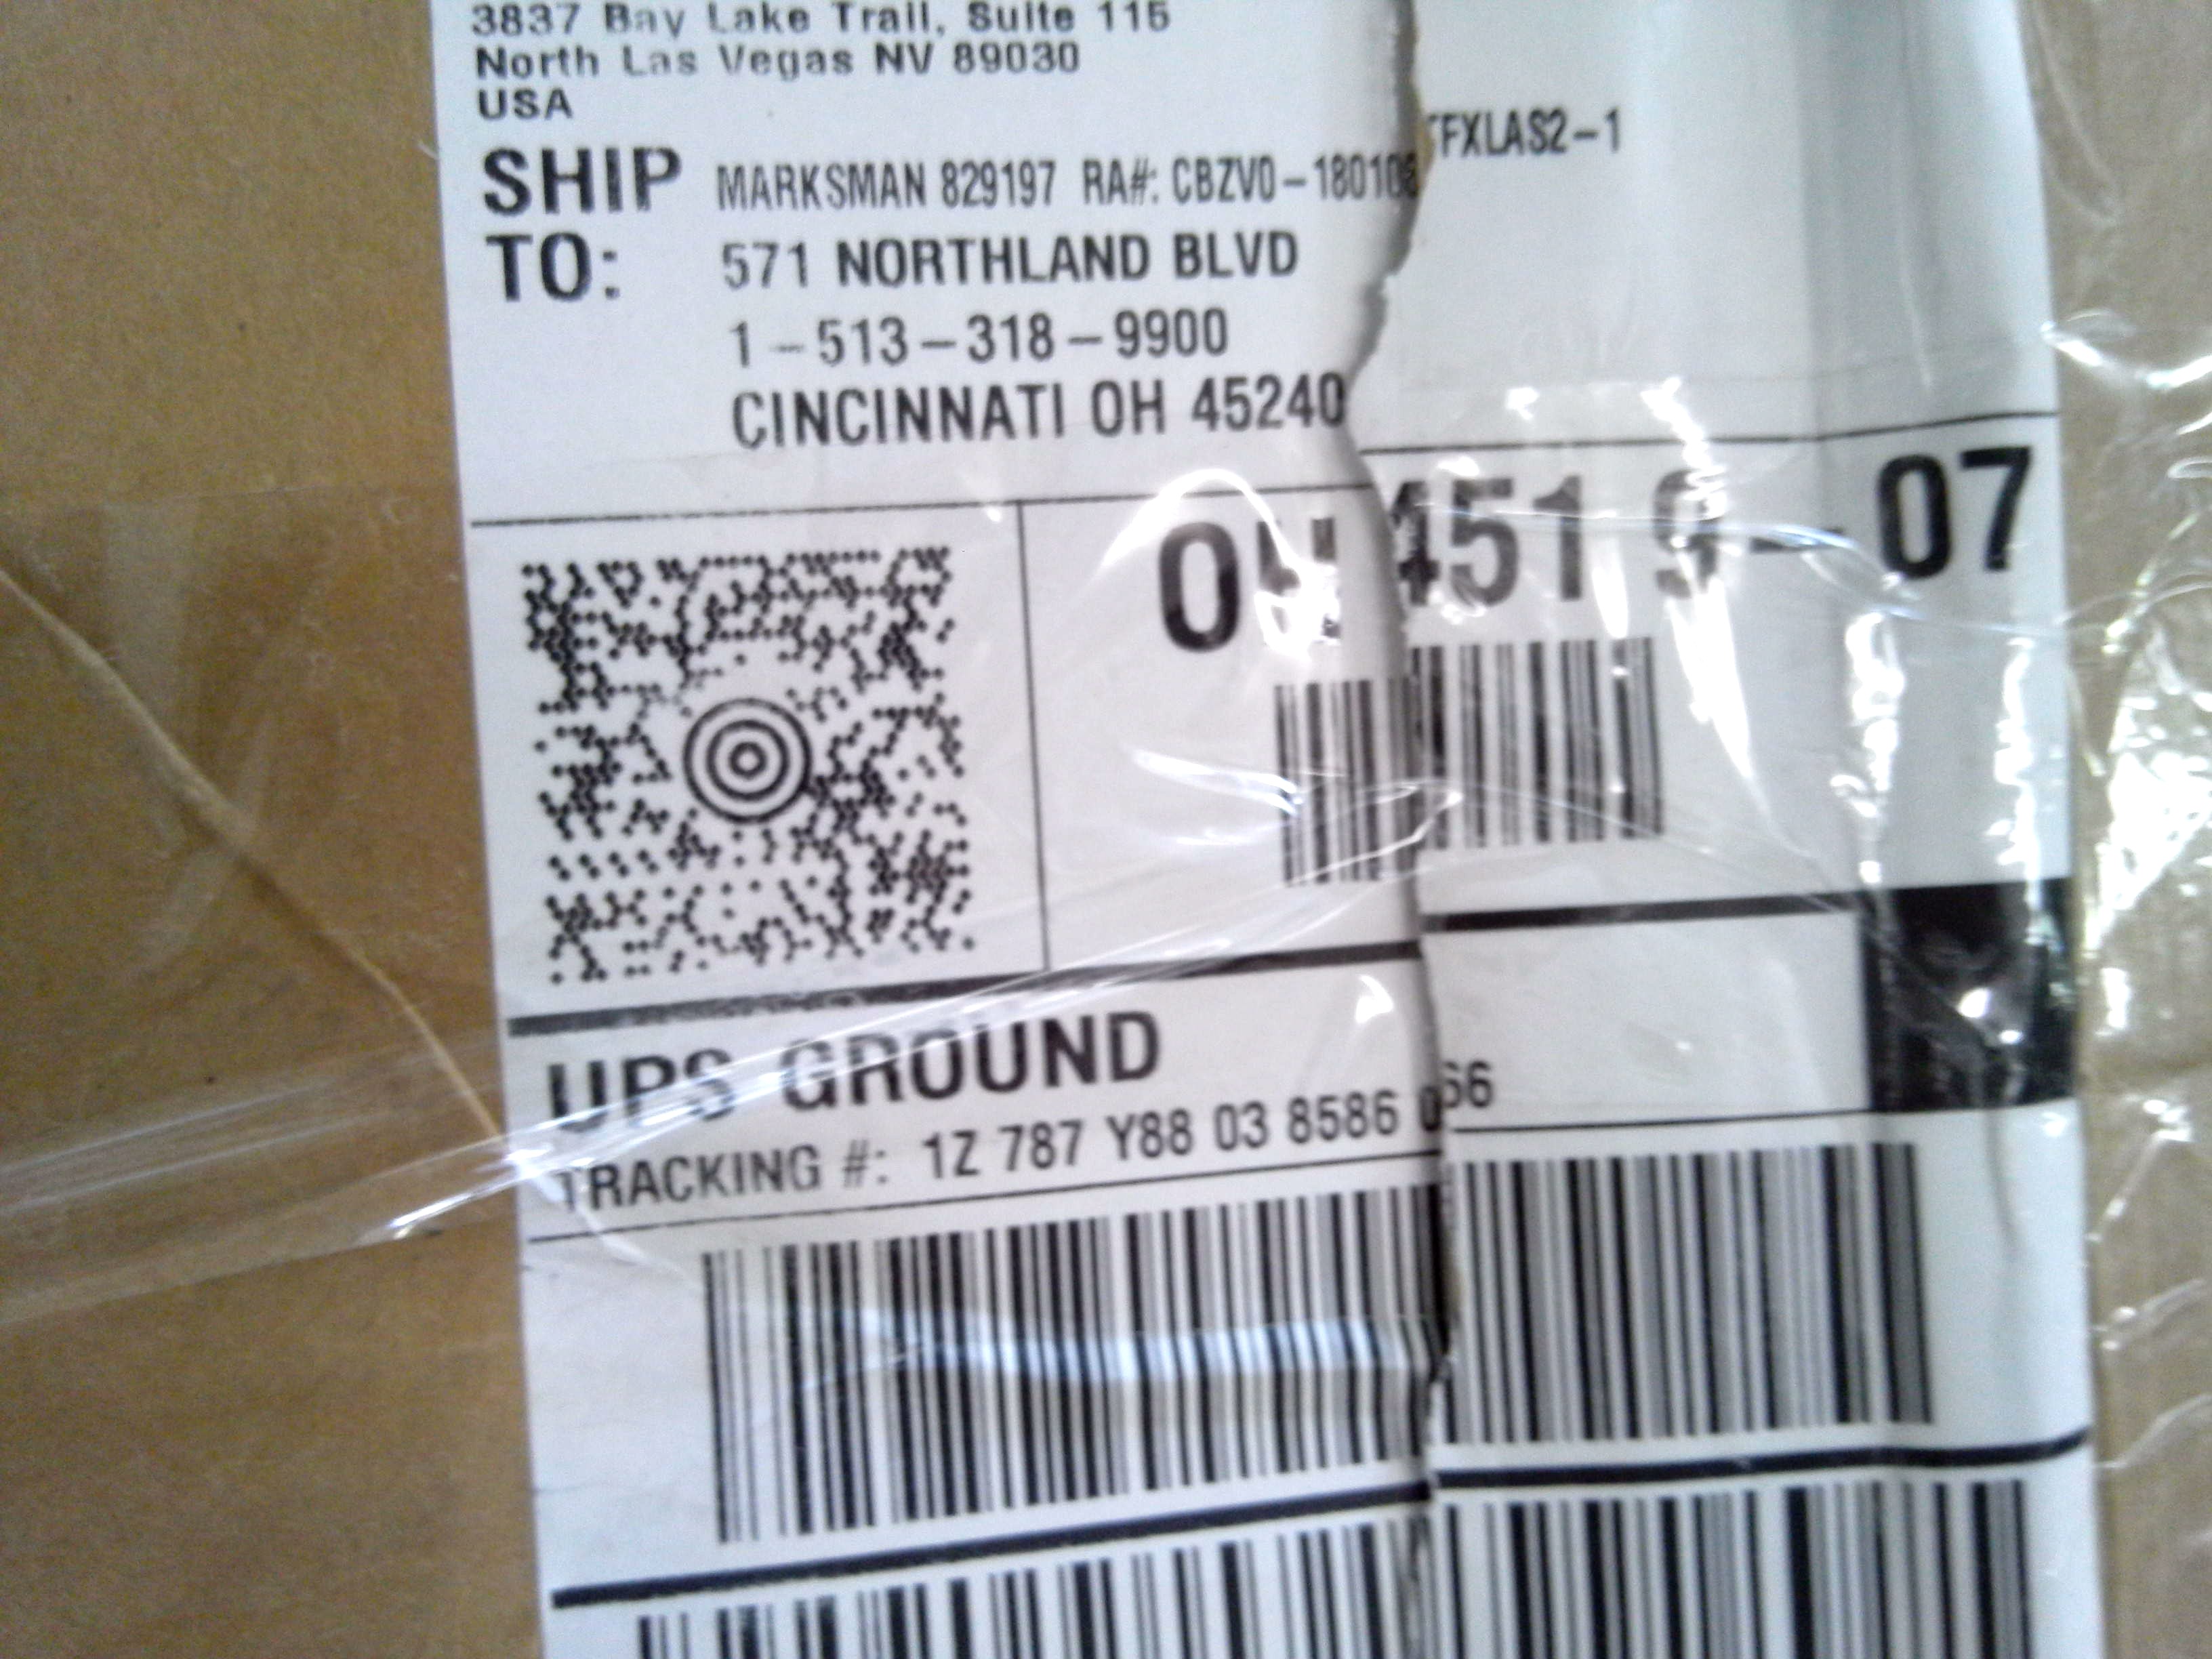 3837 Bay Lake Trail, Suite 115
North Las Vegas NV 89030
USA
SHIP TO:
MARKSMAN 829197 RA#: FXLAS2-1
571 NORTHLAND BLVD
1-513-318-9900
CINCINNATI OH 45240
OH 451 9-07
UPS GROUND
TRACKING #: 1Z 787 Y88 03 8586